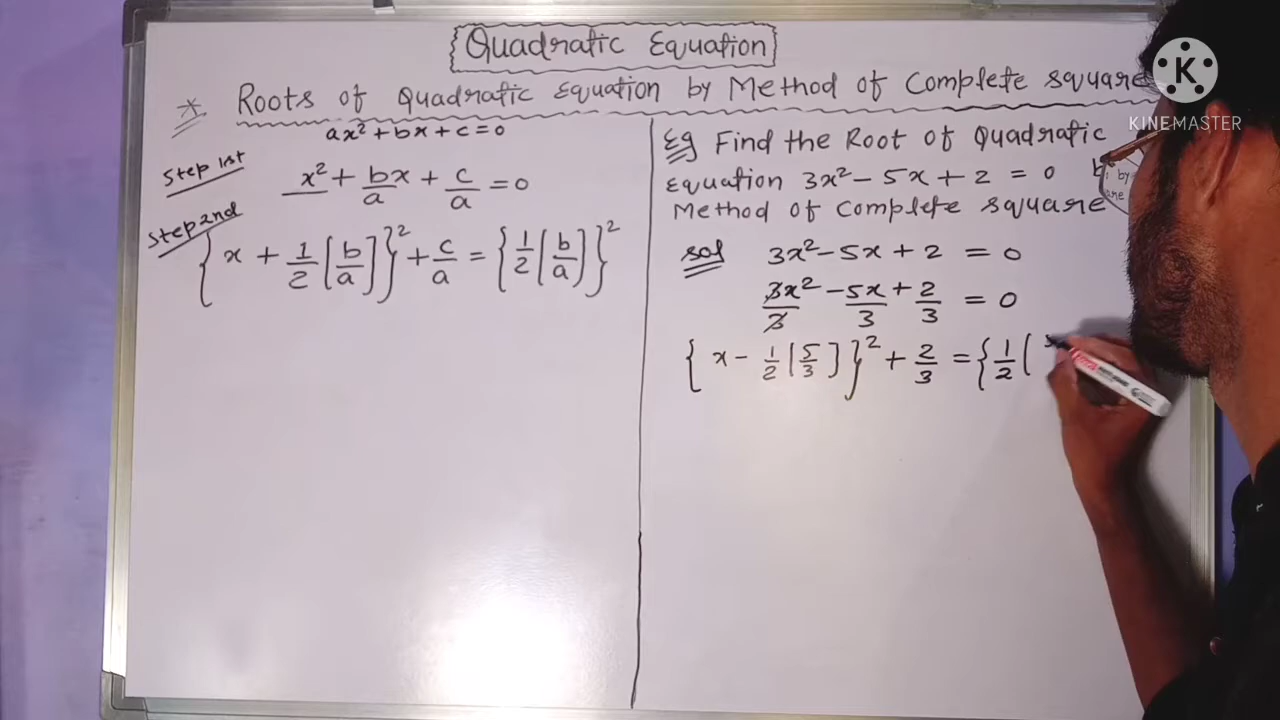 Quadratic Equation
* Roots of Quadratic Equation by Method of Complete square
ax² + bx + c = 0
Step 1st
x² + b/a x + c/a = 0
Step 2nd
{ x + 1/2 [b/a] }² + c/a = { 1/2 [b/a] }²
Eg Find the Root of Quadratic
Equation 3x² - 5x + 2 = 0
Method of Complete square
Sol 3x² - 5x + 2 = 0
3x²/3 - 5x/3 + 2/3 = 0
{ x - 1/2 [5/3] }² + 2/3 = { 1/2 (
K
KINEMASTER